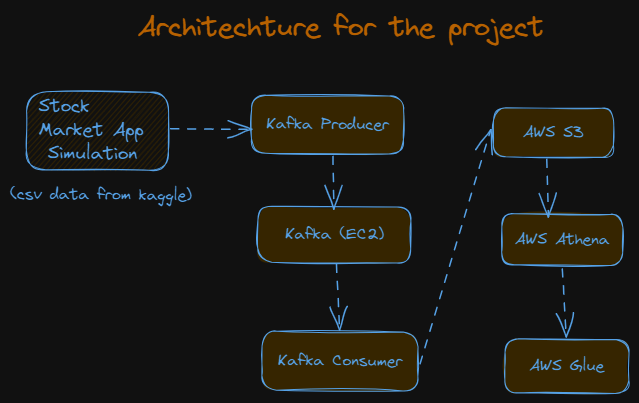 Architechture for the project
Stock
Market App
Simulation
(csv data from kaggle)
Kafka Producer
Kafka (EC2)
Kafka Consumer
AWS S3
AWS Athena
AWS Glue